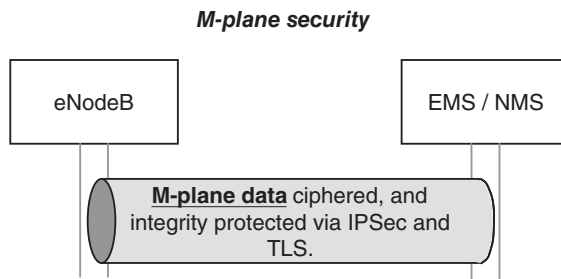 M-plane security
eNodeB
EMS / NMS
M-plane data ciphered, and
integrity protected via IPSec and
TLS.